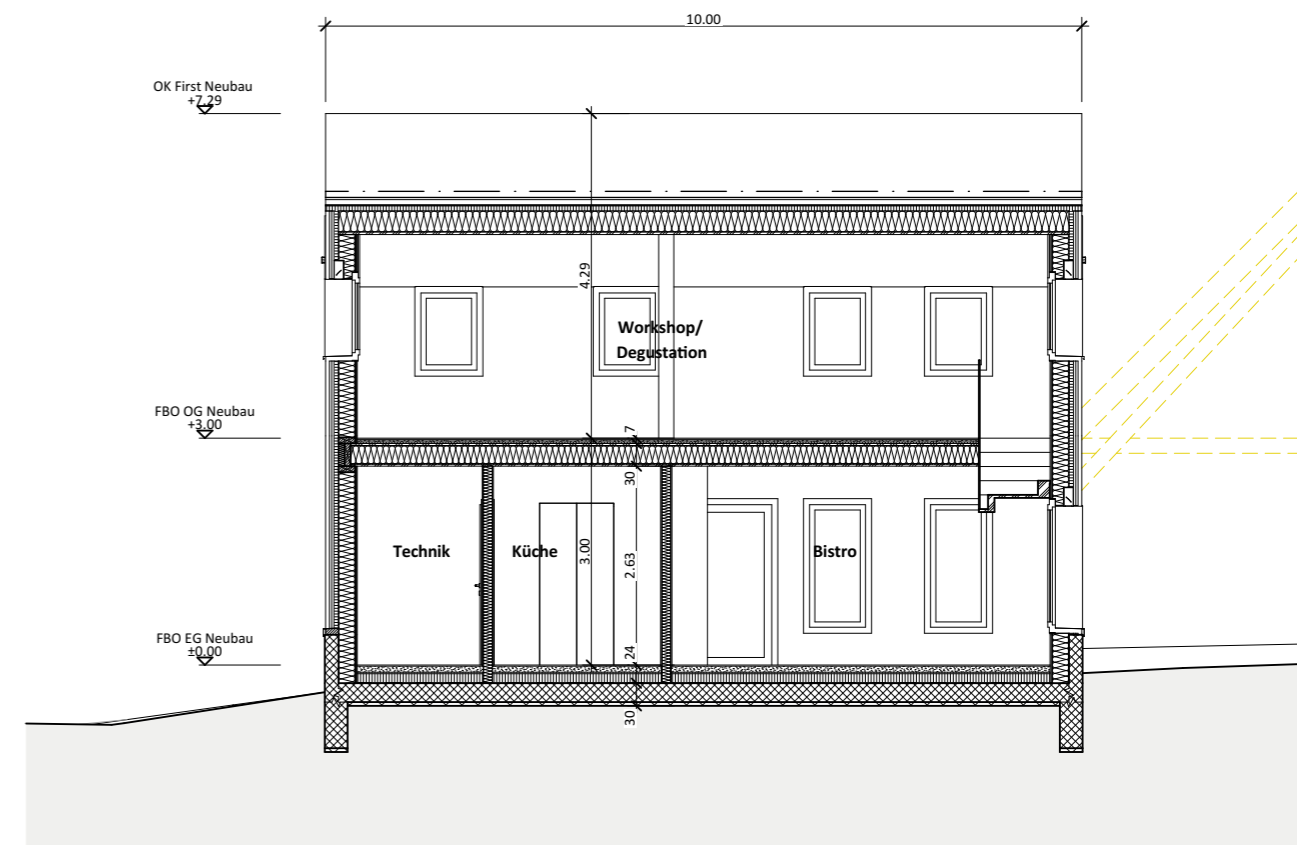 10.00
OK First Neubau
+7.29
4.29
Workshop/
Degustation
FBO OG Neubau
+3.00
7
30
Technik
Küche
3.00
2.63
Bistro
FBO EG Neubau
±0.00
24
30